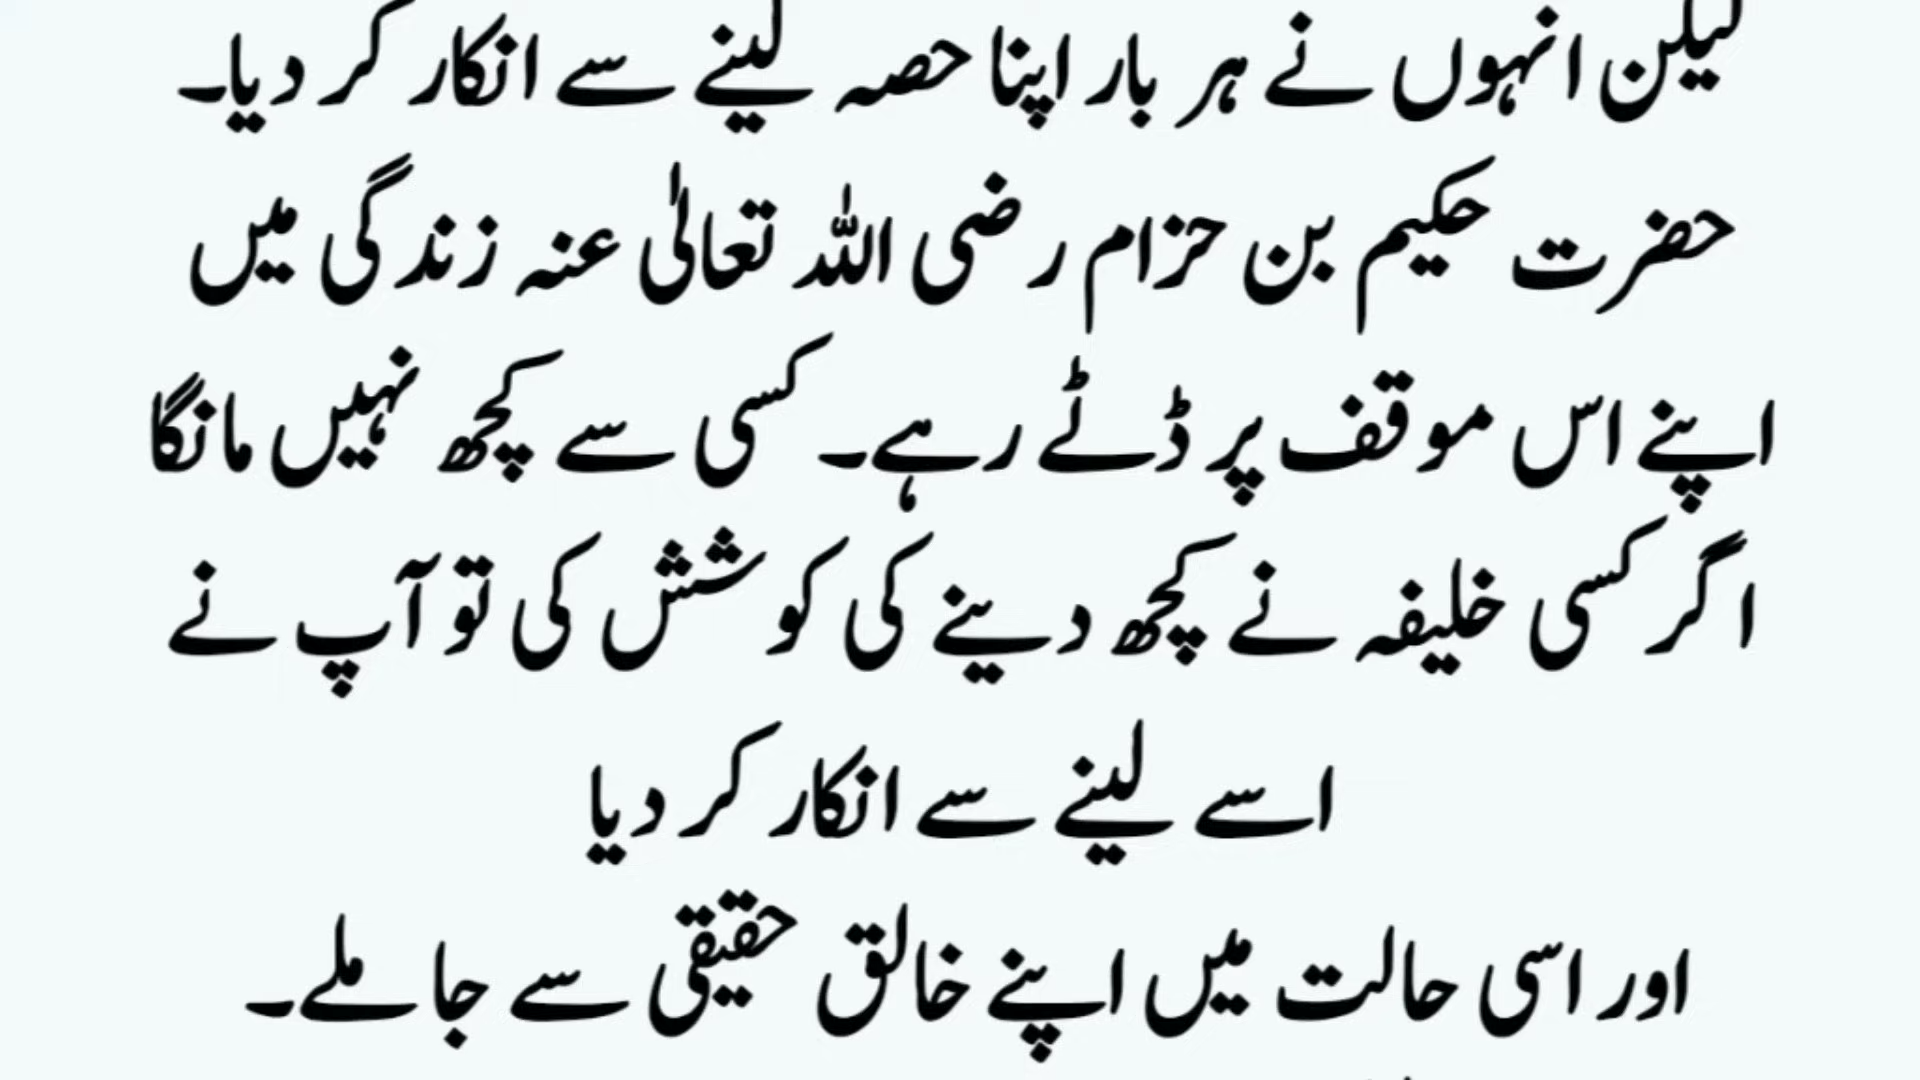 لیکن انہوں نے ہر بار اپنا حصہ لینے سے انکار کر دیا۔
حضرت حکیم بن حزام رضی اللہ تعالٰی عنہ زندگی میں
اپنے اس موقف پر ڈٹے رہے۔ کسی سے کچھ نہیں مانگا
اگر کسی خلیفہ نے کچھ دینے کی کوشش کی تو آپ نے
اسے لینے سے انکار کر دیا
اور اسی حالت میں اپنے خالق حقیقی سے جا ملے۔